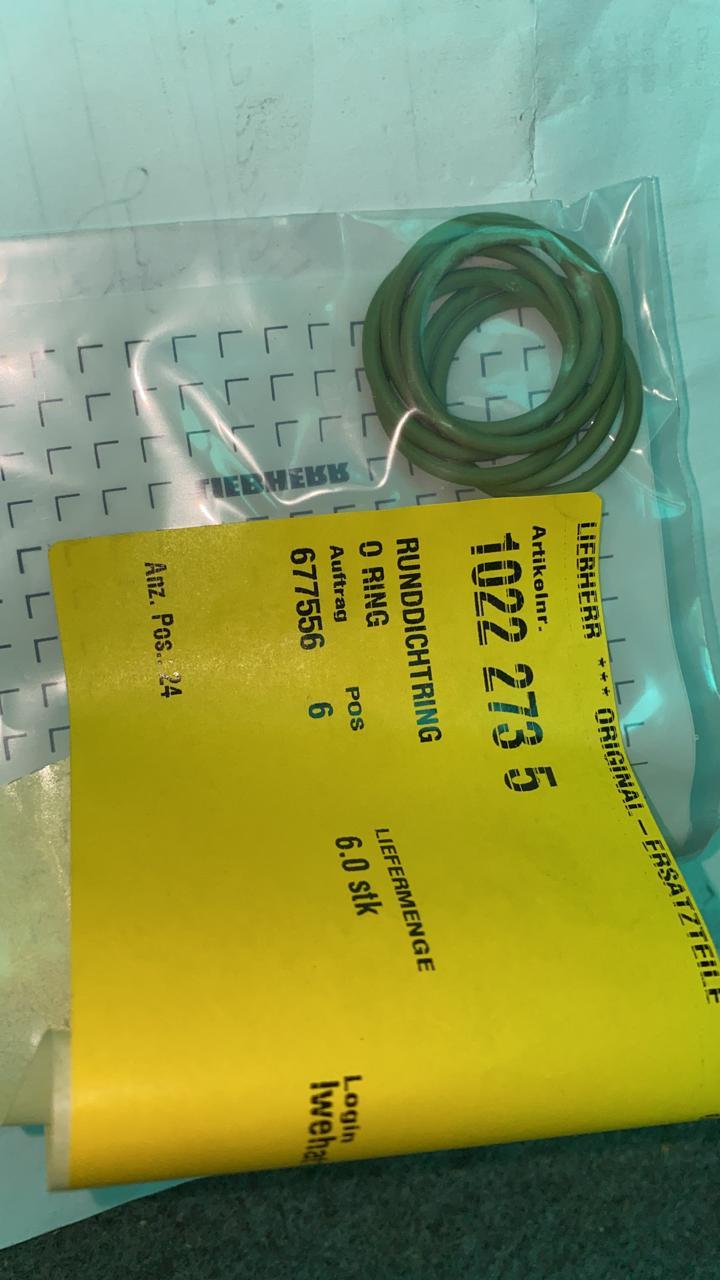 LIEBHERR *** ORIGINAL - ERSATZTEILE
Artikelnr.
1022 273 5
RUNDDICHTRING
O RING
Auftrag POS LIEFERMENGE
677556 6 6.0 stk
Login
Anz. Pos.: 24
LIEBHERR